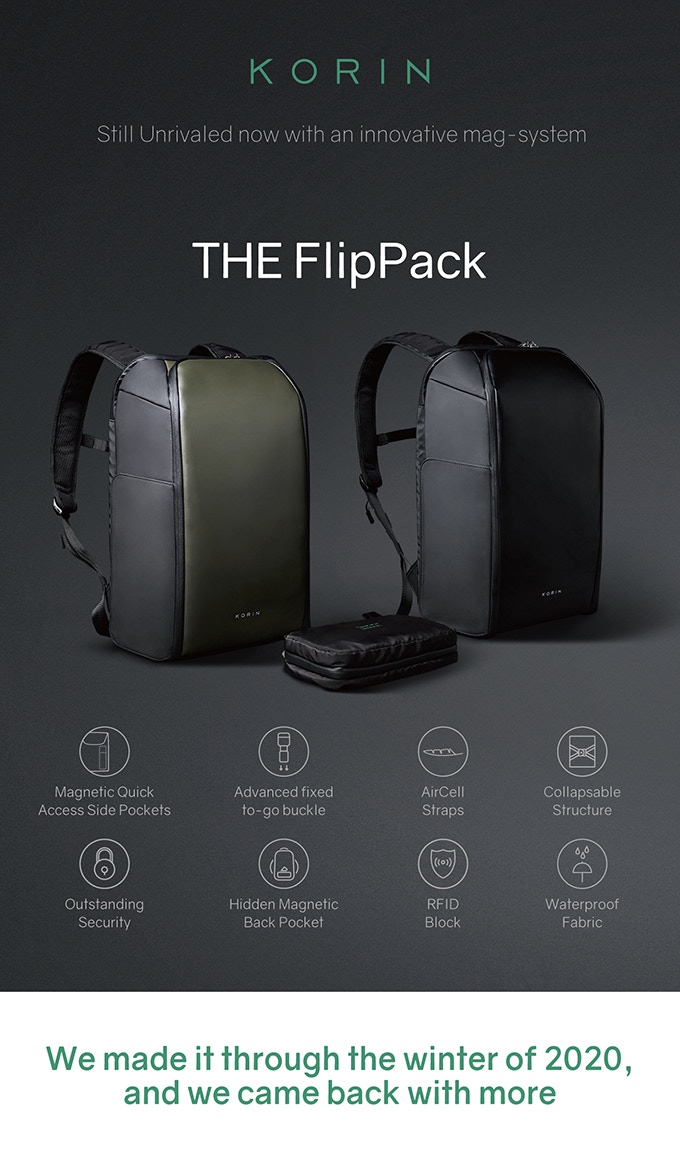 KORIN
Still Unrivaled now with an innovative mag-system
THE FlipPack
KORIN
KORIN
Magnetic Quick
Access Side Pockets
Advanced fixed
to-go buckle
AirCell
Straps
Collapsable
Structure
Outstanding
Security
Hidden Magnetic
Back Pocket
RFID
Block
Waterproof
Fabric
We made it through the winter of 2020,
and we came back with more